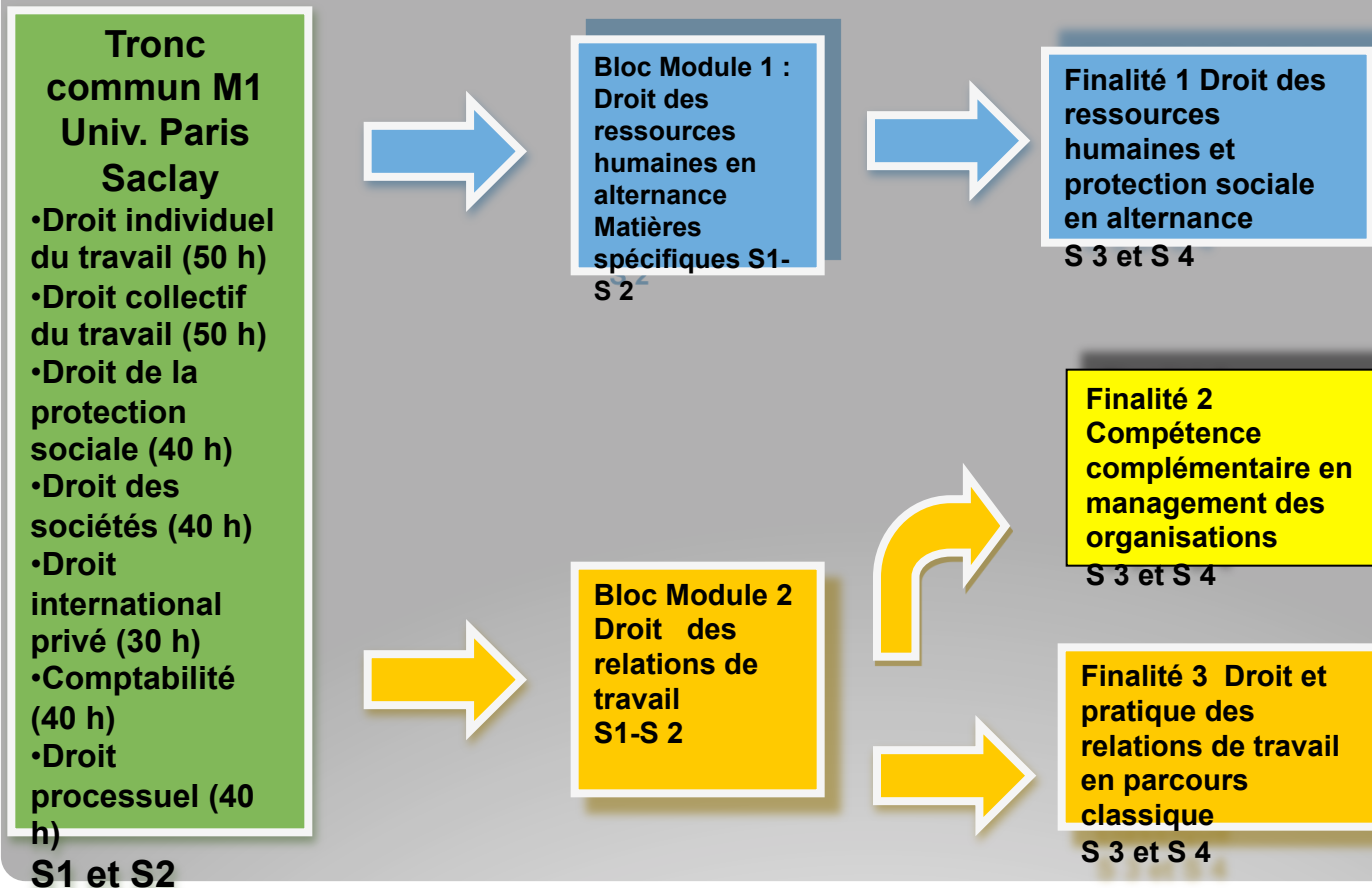 Tronc
commun M1
Univ. Paris
Saclay
•Droit individuel
du travail (50 h)
•Droit collectif
du travail (50 h)
•Droit de la
protection
sociale (40 h)
•Droit des
sociétés (40 h)
•Droit
international
privé (30 h)
•Comptabilité
(40 h)
•Droit
processuel (40
h)
S1 et S2
Bloc Module 1 :
Droit des
ressources
humaines en
alternance
Matières
spécifiques S1-
S 2
Finalité 1 Droit des
ressources
humaines et
protection sociale
en alternance
S 3 et S 4
Bloc Module 2
Droit des
relations de
travail
S1-S 2
Finalité 2
Compétence
complémentaire en
management des
organisations
S 3 et S 4
Finalité 3 Droit et
pratique des
relations de travail
en parcours
classique
S 3 et S 4